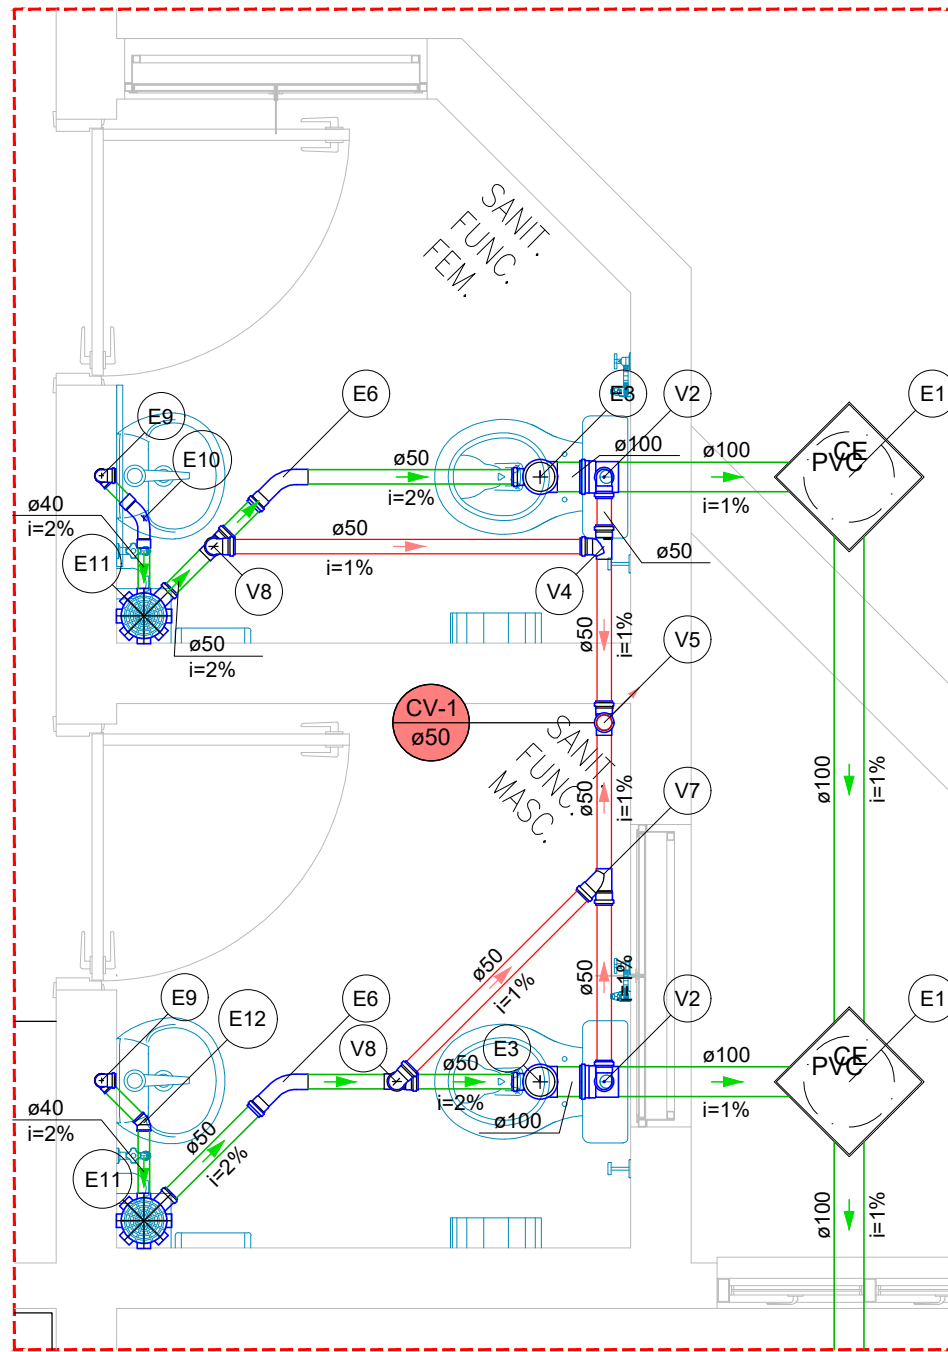 SANIT.
FUNC.
FEM.
E9
E10
E6
E3
V2
E1
ø50
i=2%
ø100
ø100
i=1%
CE
PVC
ø40
i=2%
E11
ø50
i=1%
V8
V4
ø50
ø50
i=2%
ø50
i=1%
V5
CV-1
ø50
SANIT.
FUNC.
MASC.
ø50
i=1%
V7
ø100
i=1%
ø50
i=1%
ø50
i=1%
E9
E12
E6
V8
E3
V2
E1
ø50
i=2%
ø100
ø100
i=1%
CE
PVC
ø40
i=2%
E11
ø50
i=2%
ø100
i=1%